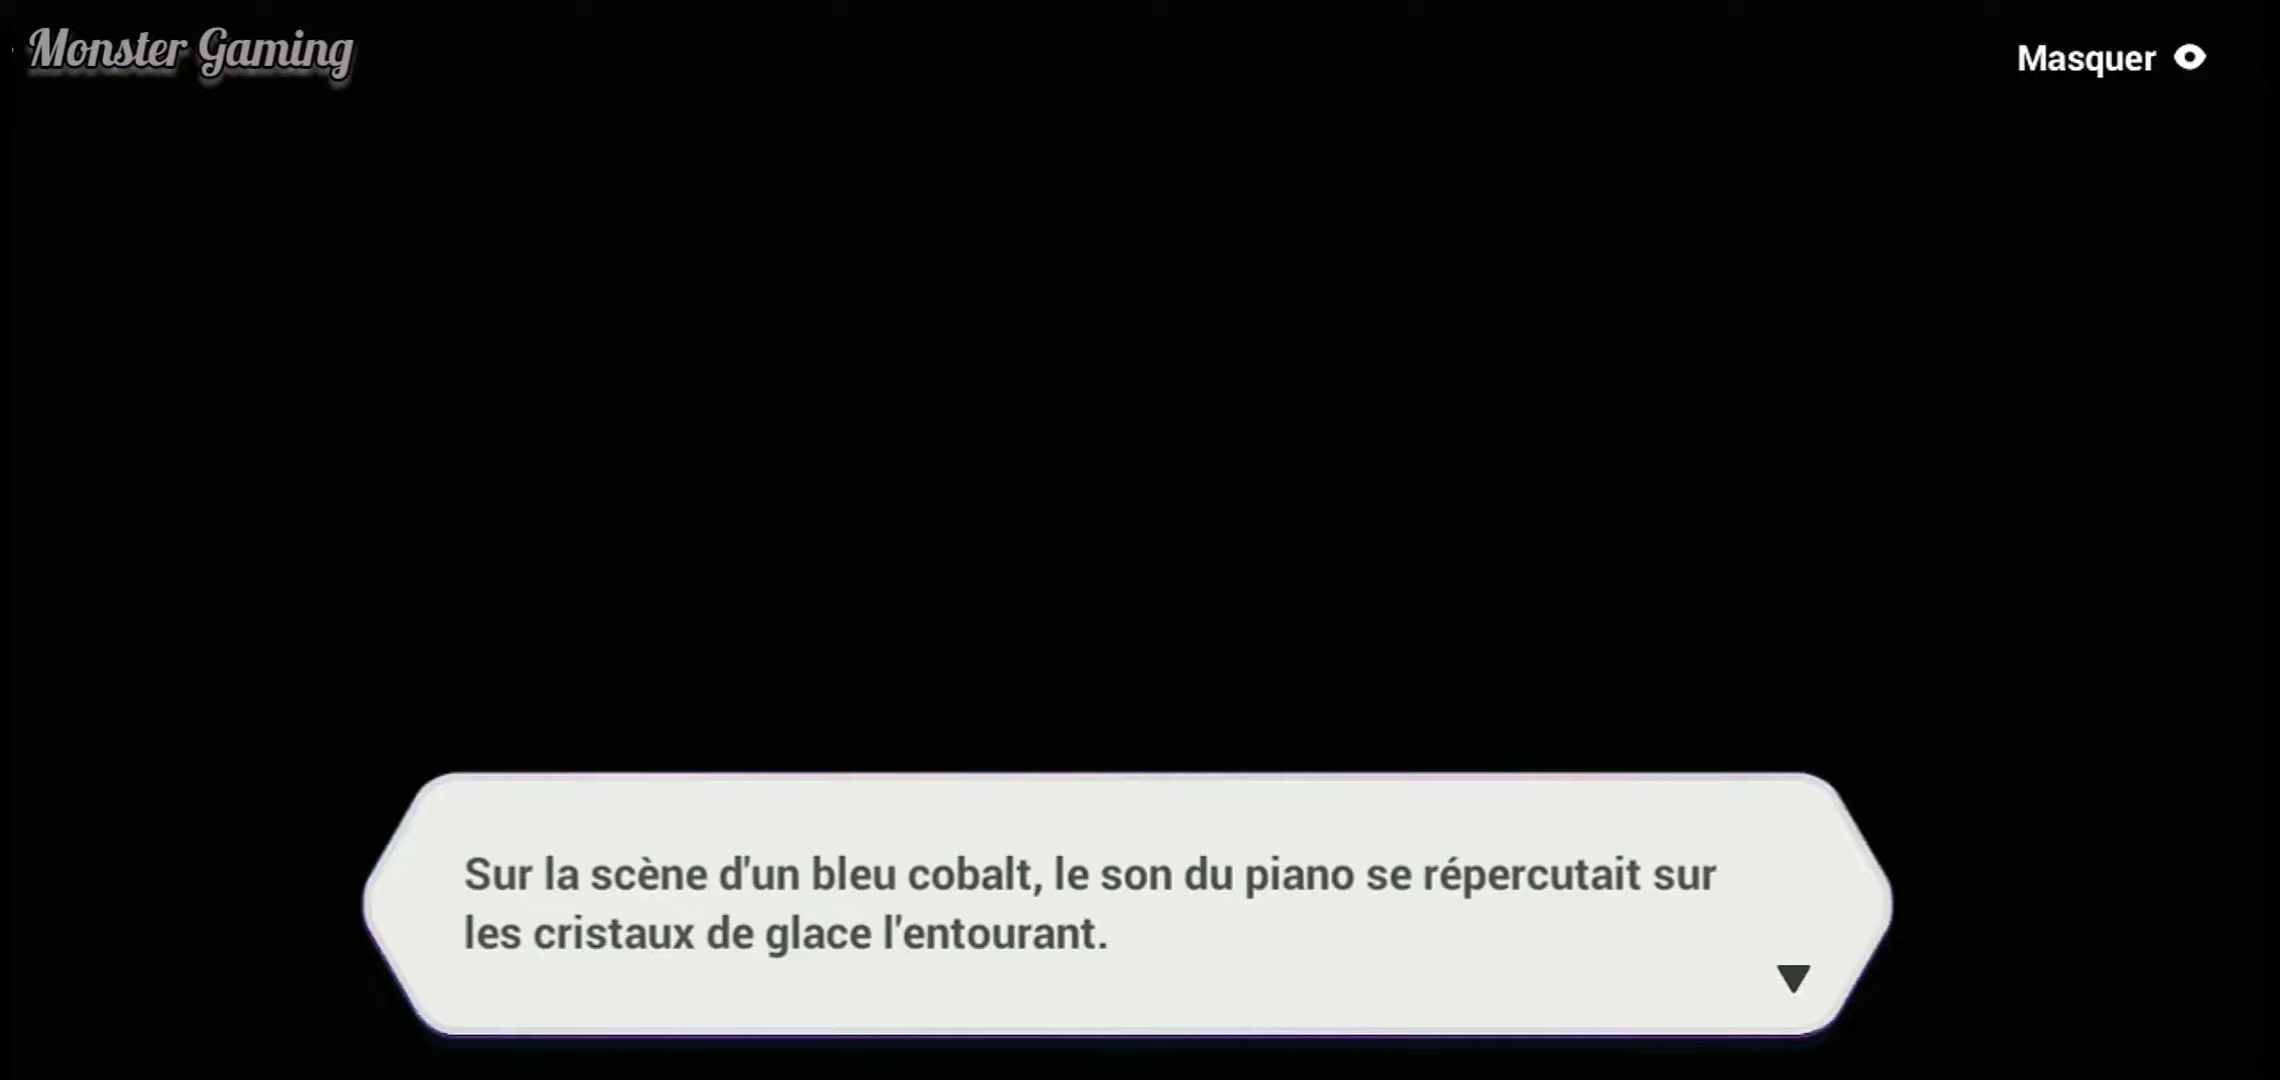 Monster Gaming
Masquer
Sur la scène d'un bleu cobalt, le son du piano se répercutait sur
les cristaux de glace l'entourant.